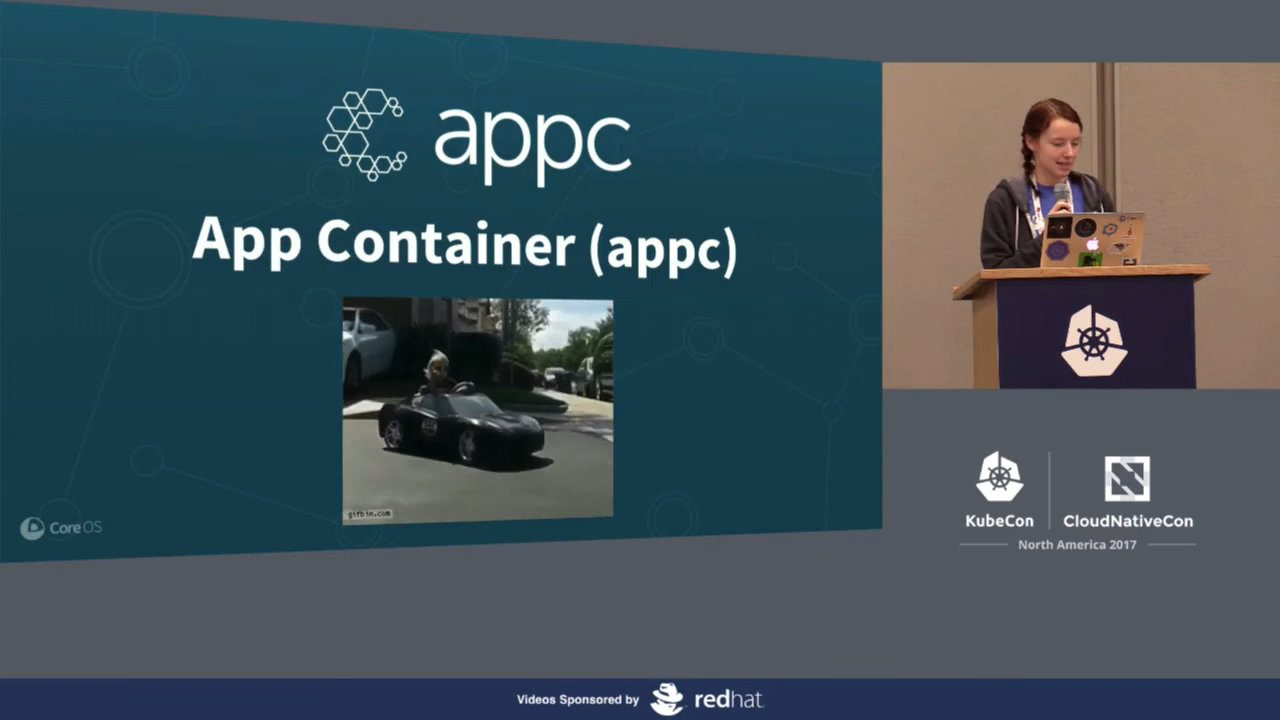 appc
App Container (appc)
gifbin.com
CoreOS
KubeCon
CloudNativeCon
North America 2017
Videos Sponsored by redhat